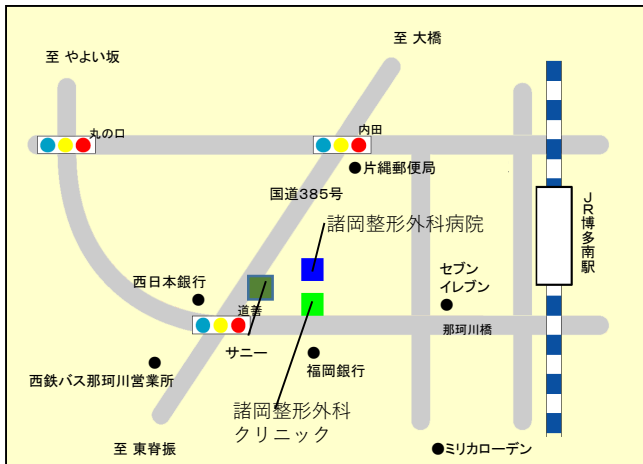 至 大橋
至 やよい坂
丸の口
内田
片縄郵便局
国道385号
JR博多南駅
諸岡整形外科病院
西日本銀行
セブン
イレブン
道善
那珂川橋
サニー
福岡銀行
西鉄バス那珂川営業所
諸岡整形外科
クリニック
至 東脊振
ミリカローデン